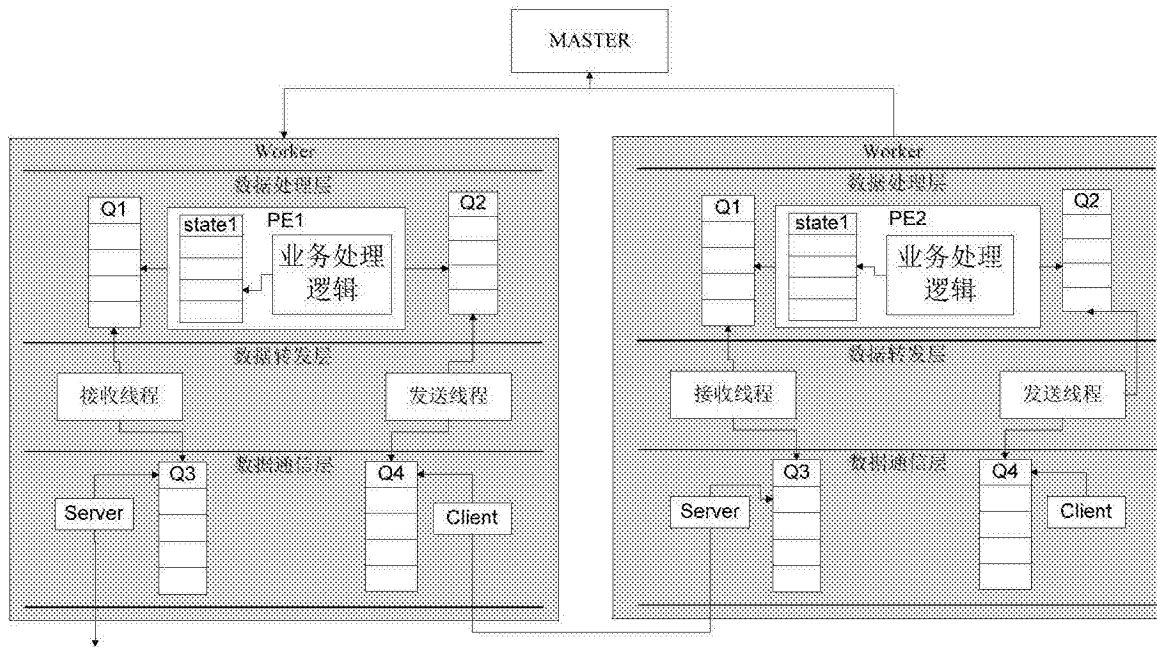 MASTER
Worker
数据处理层
Q1
state1
PE1
业务处理
逻辑
Q2
数据转发层
接收线程
发送线程
数据通信层
Q3
Q4
Server
Client
Worker
数据处理层
Q1
state1
PE2
业务处理
逻辑
Q2
数据转发层
接收线程
发送线程
数据通信层
Q3
Q4
Server
Client